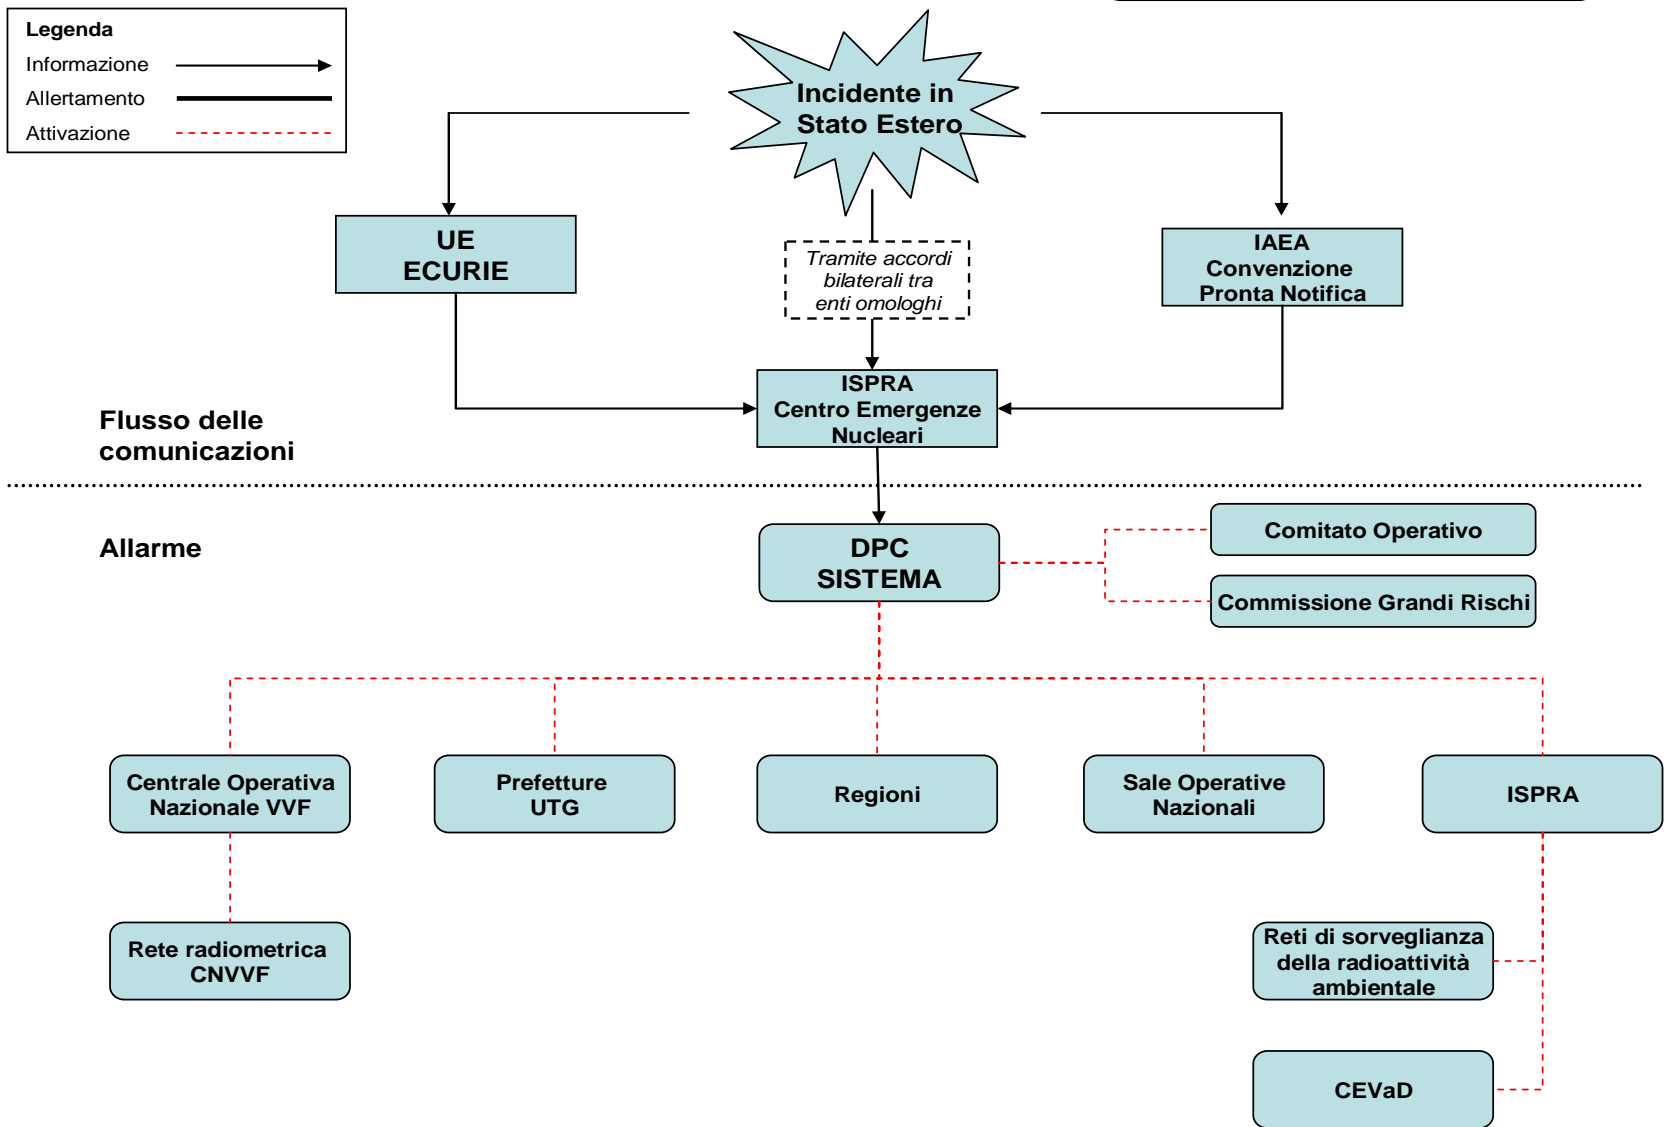 Legenda
Informazione
Allertamento
Attivazione
Incidente in
Stato Estero
UE
ECURIE
Tramite accordi
bilaterali tra
enti omologhi
IAEA
Convenzione
Pronta Notifica
ISPRA
Centro Emergenze
Nucleari
Flusso delle
comunicazioni
Allarme
DPC
SISTEMA
Comitato Operativo
Commissione Grandi Rischi
Centrale Operativa
Nazionale VVF
Prefetture
UTG
Regioni
Sale Operative
Nazionali
ISPRA
Rete radiometrica
CNVVF
Reti di sorveglianza
della radioattività
ambientale
CEVaD